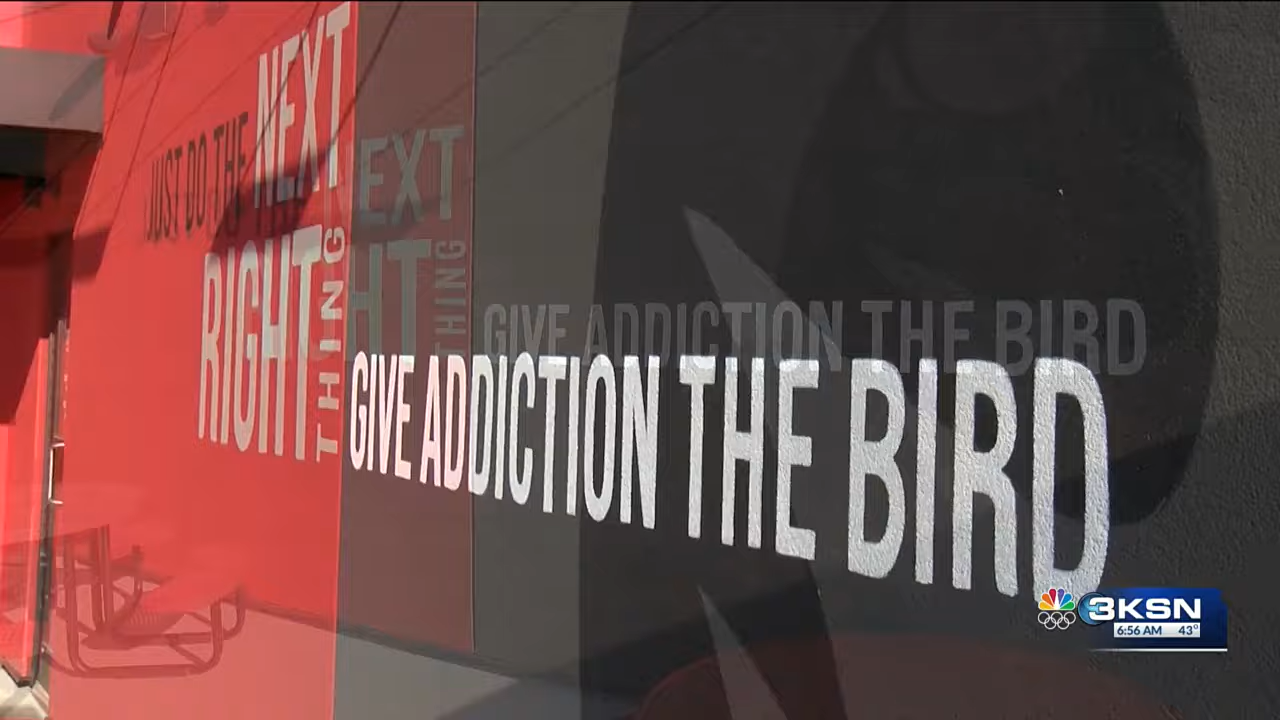 JUST DO THE NEXT
RIGHT THING
GIVE ADDICTION THE BIRD
EXT
HT THING
GIVE ADDICTION THE BIRD
3KSN
6:56 AM 43°